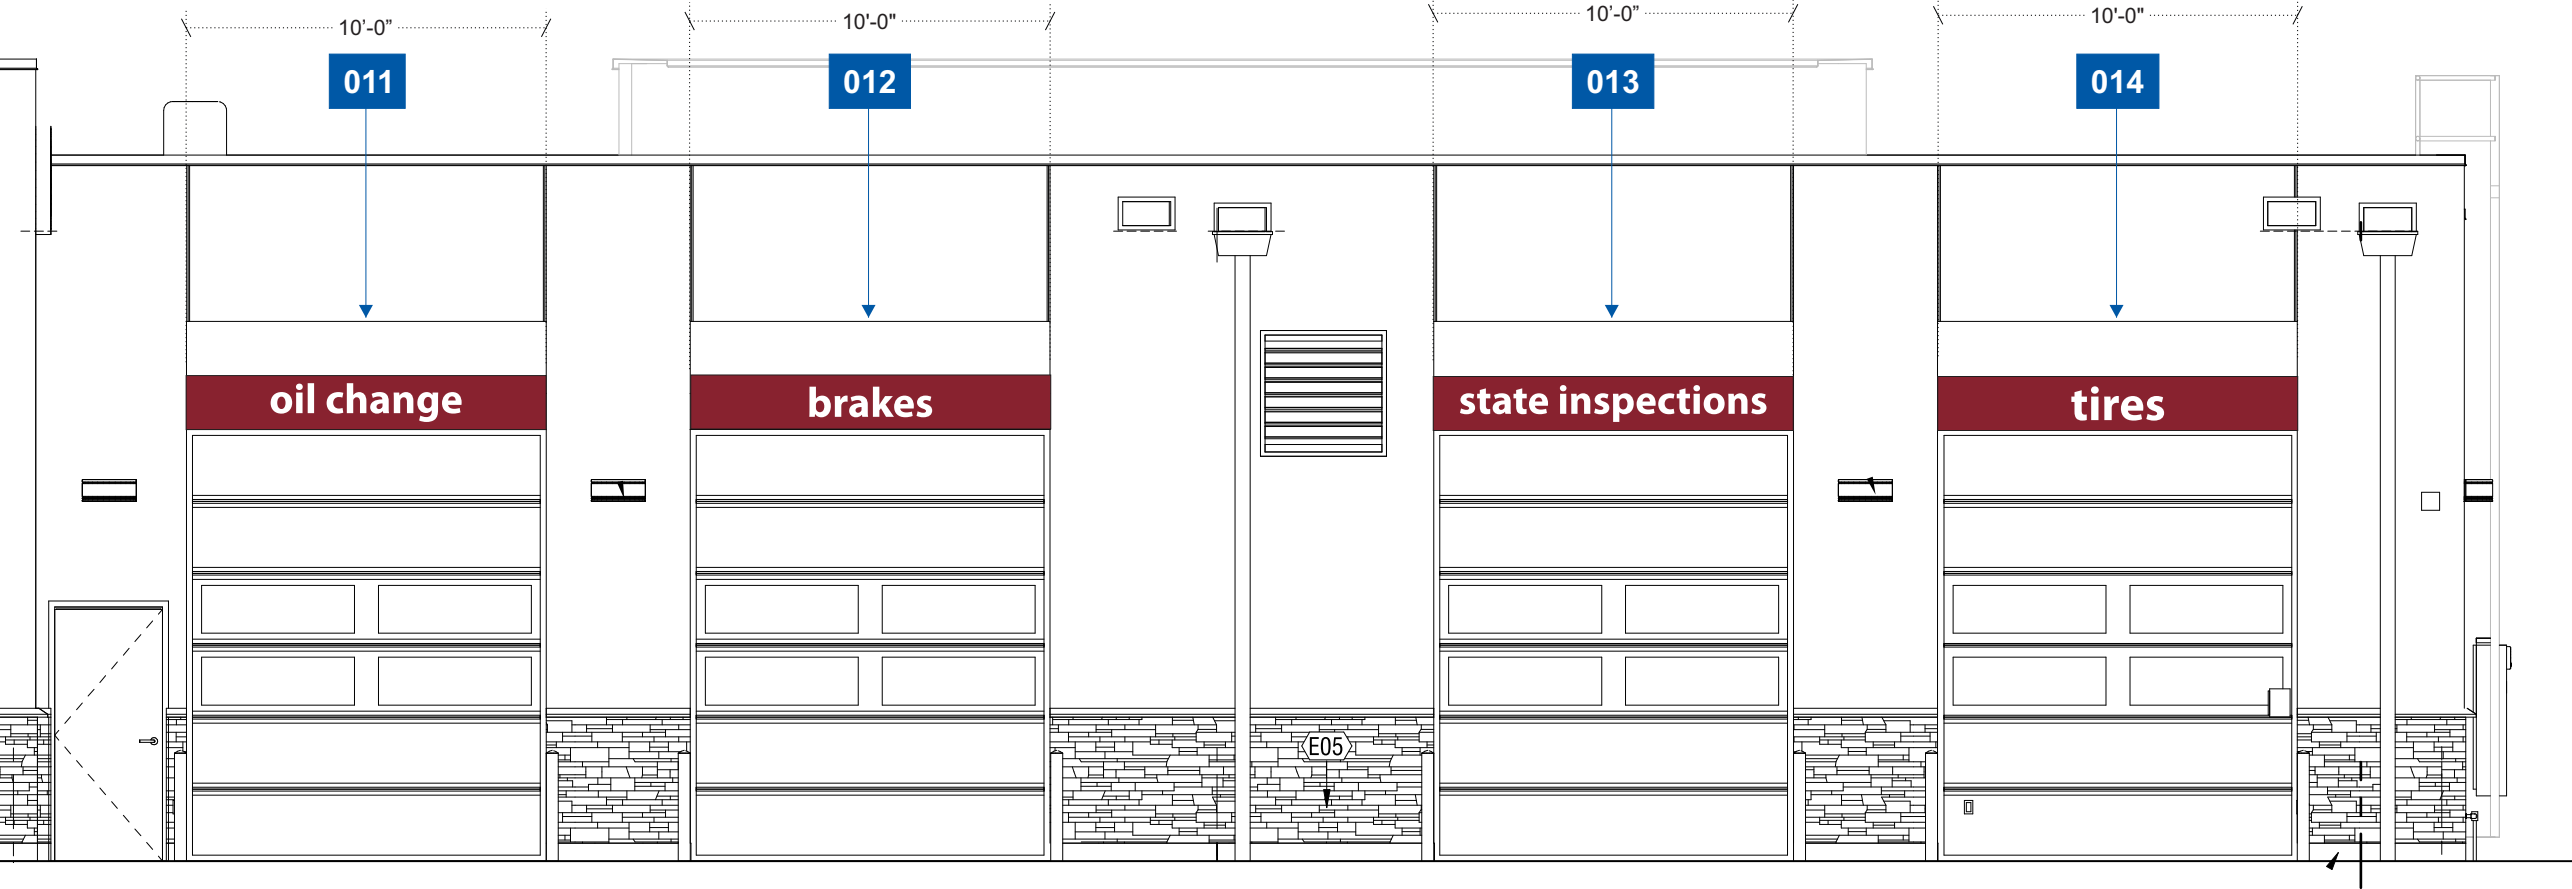 10’-0” 10'-0" 10’-0” 10'-0"
011 012 013 014
oil change brakes state inspections tires
E05